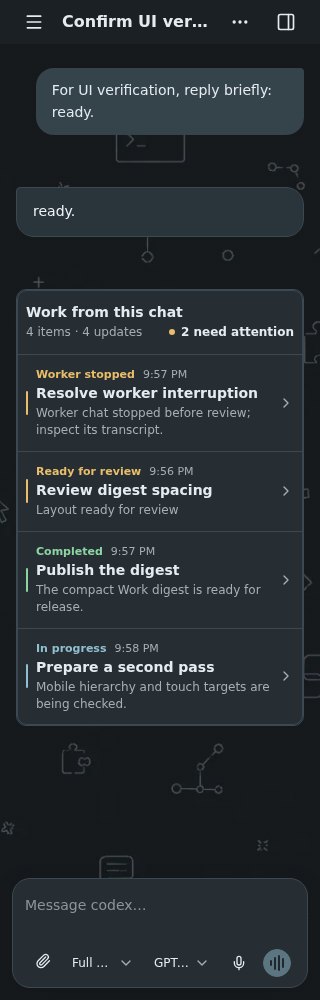 Confirm UI ver...
For UI verification, reply briefly:
ready.
ready.
Work from this chat
4 items · 4 updates
2 need attention
Worker stopped 9:57 PM
Resolve worker interruption
Worker chat stopped before review;
inspect its transcript.
Ready for review 9:56 PM
Review digest spacing
Layout ready for review
Completed 9:57 PM
Publish the digest
The compact Work digest is ready for
release.
In progress 9:58 PM
Prepare a second pass
Mobile hierarchy and touch targets are
being checked.
Message codex...
Full ... GPT...